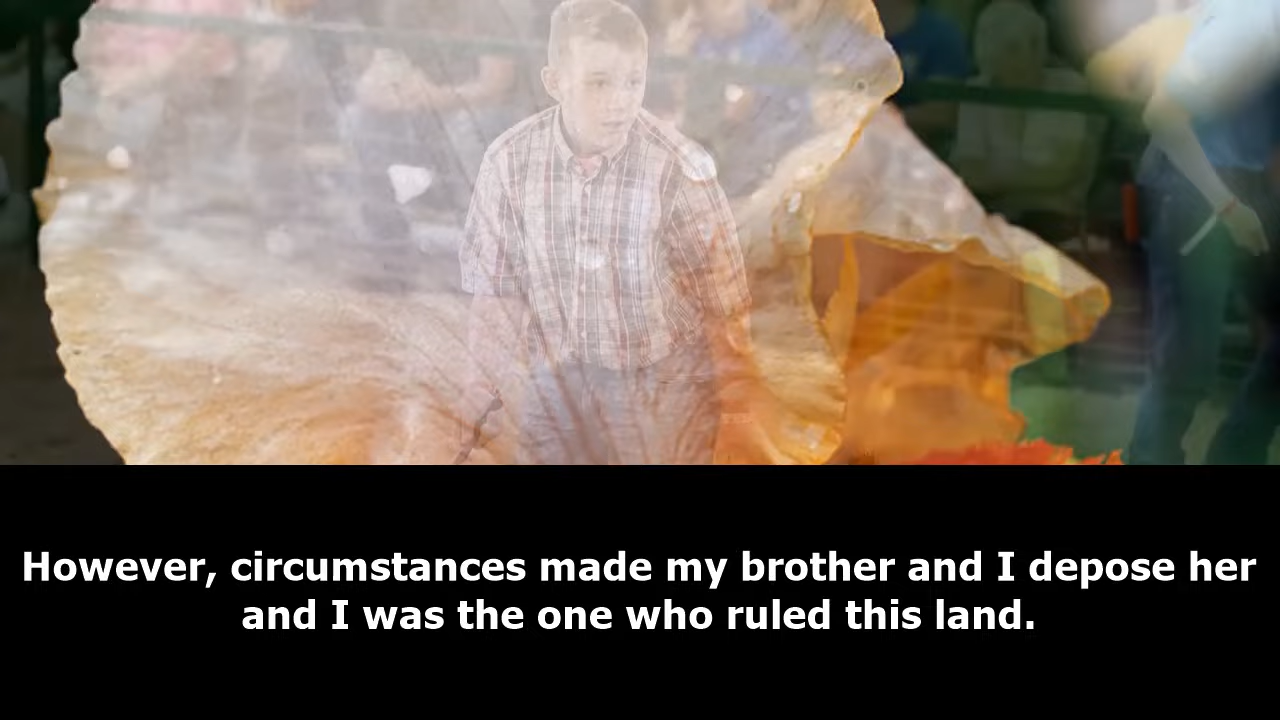 However, circumstances made my brother and I depose her
and I was the one who ruled this land.